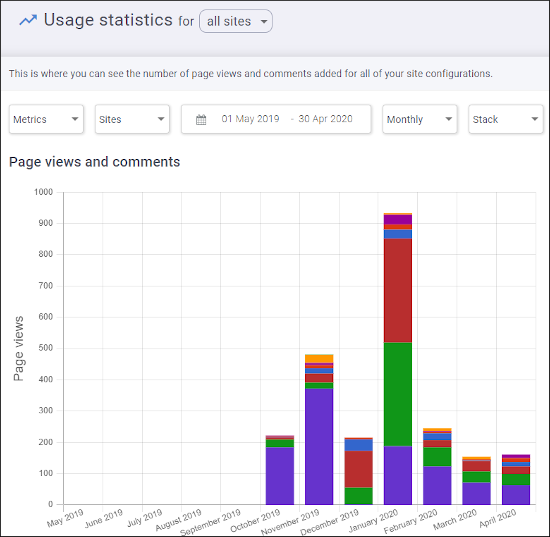 Usage statistics for all sites
This is where you can see the number of page views and comments added for all of your site configurations.
Metrics Sites 01 May 2019 - 30 Apr 2020 Monthly Stack
Page views and comments
Page views
1000
900
800
700
600
500
400
300
200
100
0
May 2019
June 2019
July 2019
August 2019
September 2019
October 2019
November 2019
December 2019
January 2020
February 2020
March 2020
April 2020